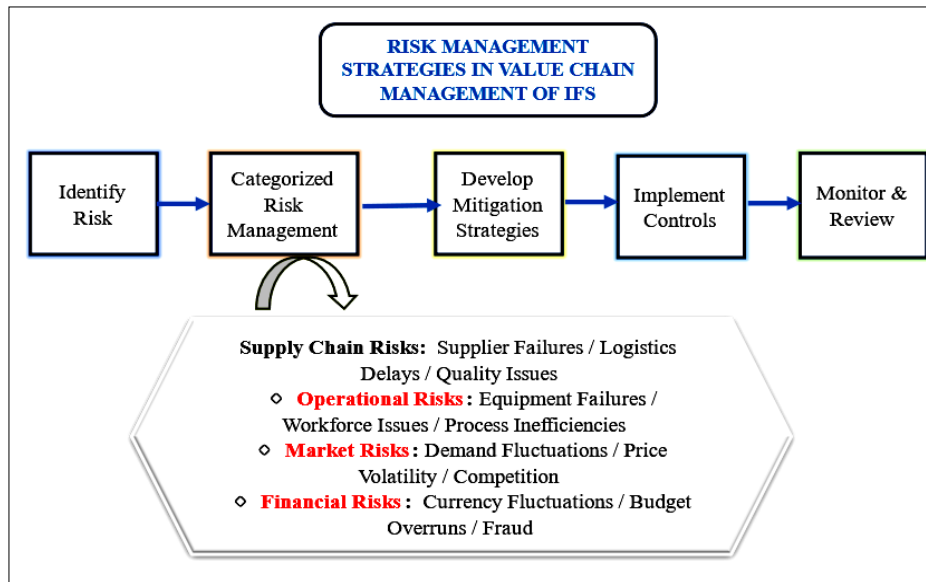 RISK MANAGEMENT
STRATEGIES IN VALUE CHAIN
MANAGEMENT OF IFS
Identify
Risk
Categorized
Risk
Management
Develop
Mitigation
Strategies
Implement
Controls
Monitor &
Review
Supply Chain Risks: Supplier Failures / Logistics
Delays / Quality Issues
◇ Operational Risks : Equipment Failures /
Workforce Issues / Process Inefficiencies
◇ Market Risks : Demand Fluctuations / Price
Volatility / Competition
◇ Financial Risks : Currency Fluctuations / Budget
Overruns / Fraud